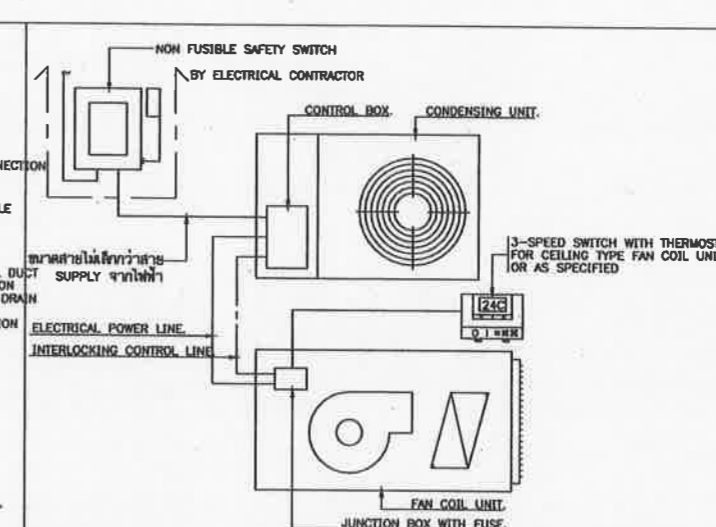 NON FUSIBLE SAFETY SWITCH
BY ELECTRICAL CONTRACTOR
CONTROL BOX.
CONDENSING UNIT.
3-SPEED SWITCH WITH THERMOST
FOR CEILING TYPE FAN COIL UNI
OR AS SPECIFIED
24C
ขนาดสายไม่เล็กกว่าสาย
SUPPLY จากไฟฟ้า
NECTION
LE
DUCT
ON
DRAIN
ION
ELECTRICAL POWER LINE.
INTERLOCKING CONTROL LINE
FAN COIL UNIT.
JUNCTION BOX WITH FUSE.